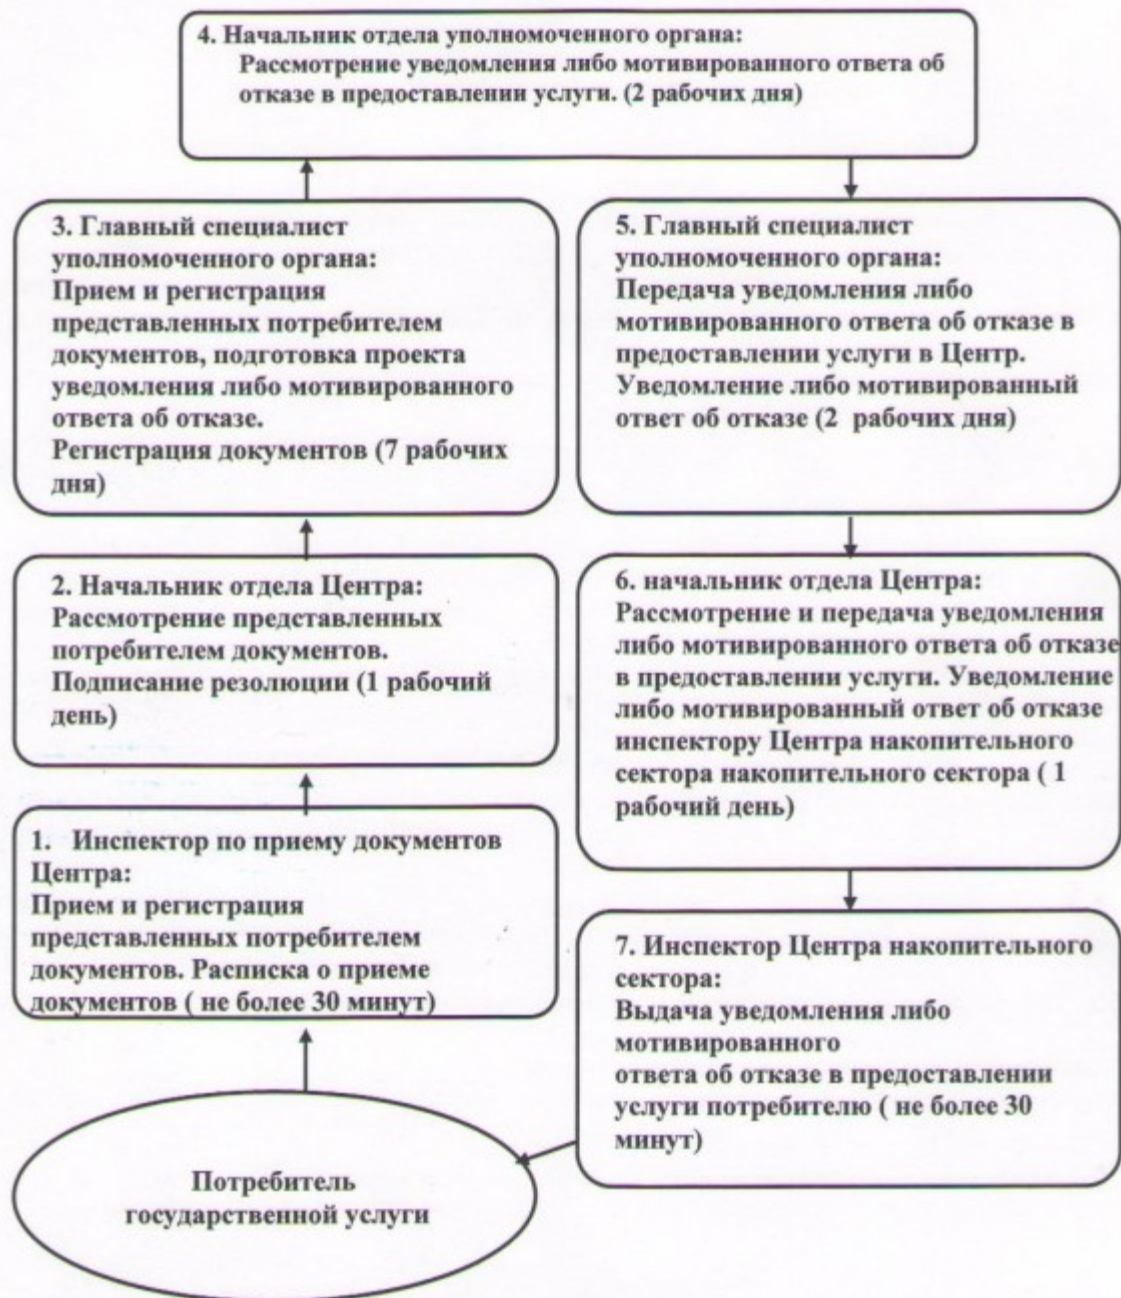 4. Начальник отдела уполномоченного органа:
Рассмотрение уведомления либо мотивированного ответа об
отказе в предоставлении услуги. (2 рабочих дня)
3. Главный специалист
уполномоченного органа:
Прием и регистрация
представленных потребителем
документов, подготовка проекта
уведомления либо мотивированного
ответа об отказе.
Регистрация документов (7 рабочих
дня)
5. Главный специалист
уполномоченного органа:
Передача уведомления либо
мотивированного ответа об отказе в
предоставлении услуги в Центр.
Уведомление либо мотивированный
ответ об отказе (2 рабочих дня)
2. Начальник отдела Центра:
Рассмотрение представленных
потребителем документов.
Подписание резолюции (1 рабочий
день)
6. начальник отдела Центра:
Рассмотрение и передача уведомления
либо мотивированного ответа об отказе
в предоставлении услуги. Уведомление
либо мотивированный ответ об отказе
инспектору Центра накопительного
сектора накопительного сектора ( 1
рабочий день)
1. Инспектор по приему документов
Центра:
Прием и регистрация
представленных потребителем
документов. Расписка о приеме
документов ( не более 30 минут)
7. Инспектор Центра накопительного
сектора:
Выдача уведомления либо
мотивированного
ответа об отказе в предоставлении
услуги потребителю ( не более 30
минут)
Потребитель
государственной услуги